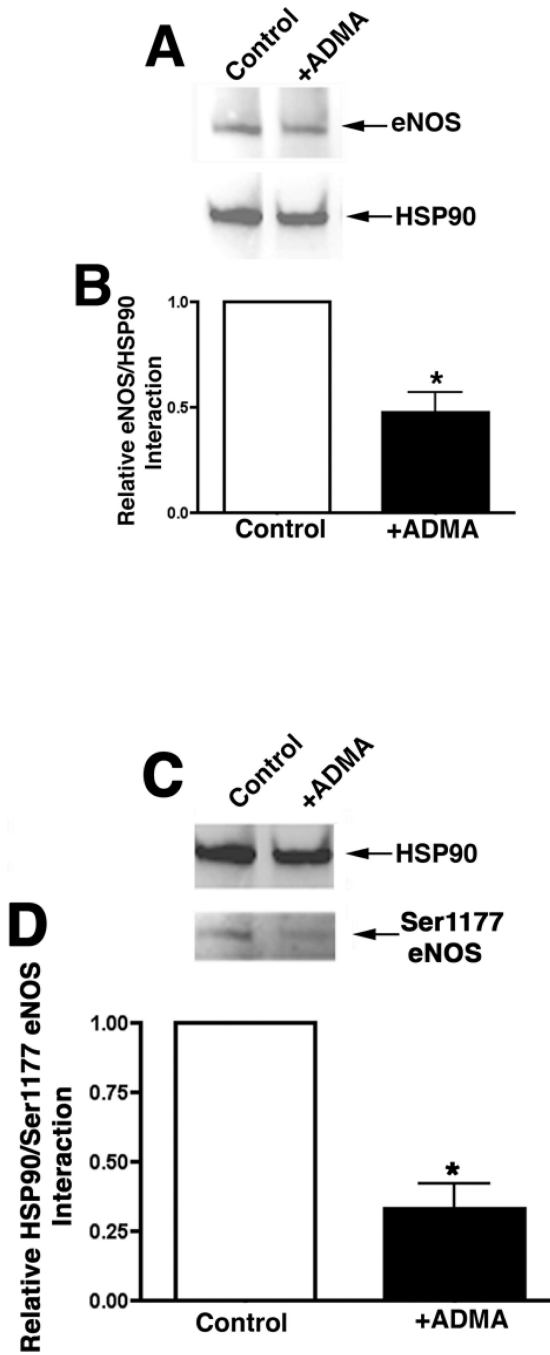 A
Control
+ADMA
eNOS
HSP90
B
Relative eNOS/HSP90
Interaction
1.0
0.5
0.0
*
Control
+ADMA
C
Control
+ADMA
HSP90
Ser1177
eNOS
D
Relative HSP90/Ser1177 eNOS
Interaction
1.00
0.75
0.50
0.25
0.00
*
Control
+ADMA